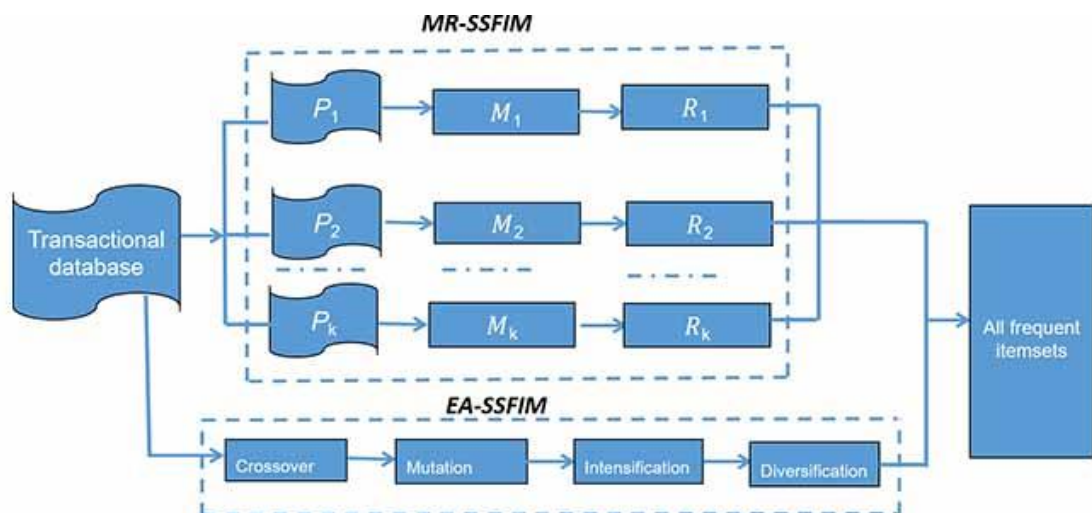 MR-SSFIM
P₁
M₁
R₁
Transactional
database
P₂
M₂
R₂
Pₖ
Mₖ
Rₖ
All frequent
itemsets
EA-SSFIM
Crossover
Mutation
Intensification
Diversification